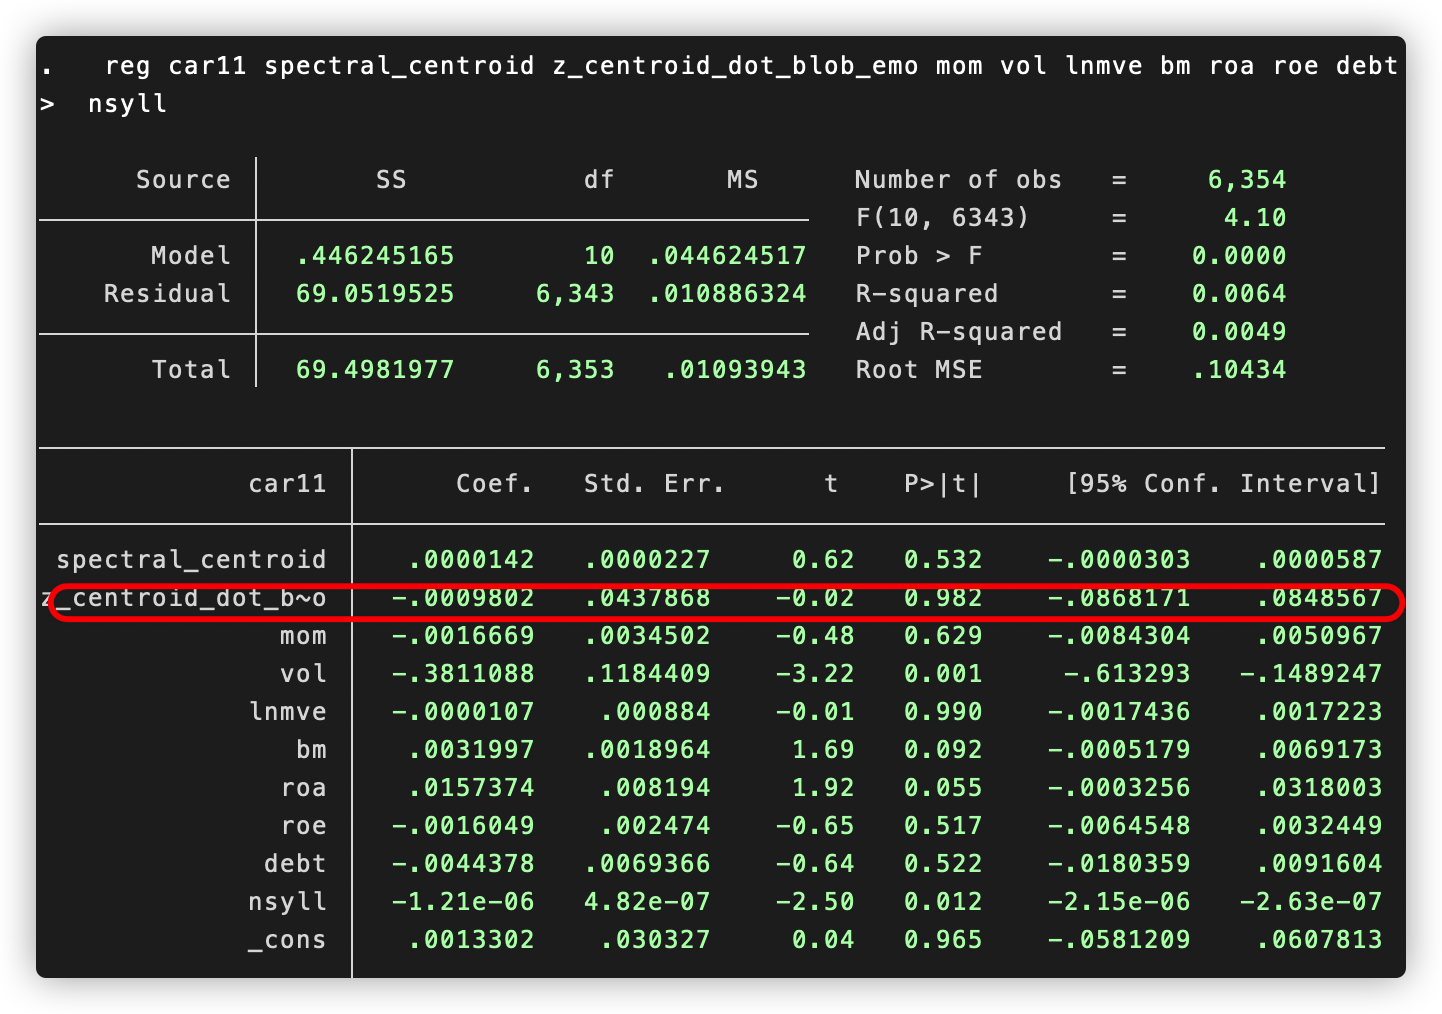 .   reg car11 spectral_centroid z_centroid_dot_blob_emo mom vol lnmve bm roa roe debt
>  nsyll
Source | SS df MS Number of obs = 6,354
F(10, 6343) = 4.10
Model | .446245165 10 .044624517 Prob > F = 0.0000
Residual | 69.0519525 6,343 .010886324 R-squared = 0.0064
Adj R-squared = 0.0049
Total | 69.4981977 6,353 .01093943 Root MSE = .10434
car11 | Coef. Std. Err. t P>|t| [95% Conf. Interval]
spectral_centroid | .0000142 .0000227 0.62 0.532 -.0000303 .0000587
z_centroid_dot_b~o | -.0009802 .0437868 -0.02 0.982 -.0868171 .0848567
mom | -.0016669 .0034502 -0.48 0.629 -.0084304 .0050967
vol | -.3811088 .1184409 -3.22 0.001 -.613293 -.1489247
lnmve | -.0000107 .000884 -0.01 0.990 -.0017436 .0017223
bm | .0031997 .0018964 1.69 0.092 -.0005179 .0069173
roa | .0157374 .008194 1.92 0.055 -.0003256 .0318003
roe | -.0016049 .002474 -0.65 0.517 -.0064548 .0032449
debt | -.0044378 .0069366 -0.64 0.522 -.0180359 .0091604
nsyll | -1.21e-06 4.82e-07 -2.50 0.012 -2.15e-06 -2.63e-07
_cons | .0013302 .030327 0.04 0.965 -.0581209 .0607813